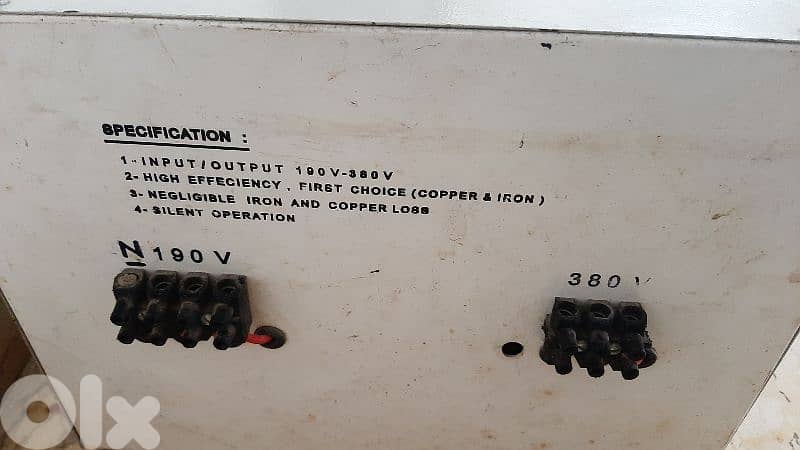 SPECIFICATION :
1- INPUT/OUTPUT 190V-380V
2- HIGH EFFECIENCY, FIRST CHOICE (COPPER & IRON)
3- NEGLIGIBLE IRON AND COPPER LOSS
4- SILENT OPERATION
N 190 V
380 V
olx